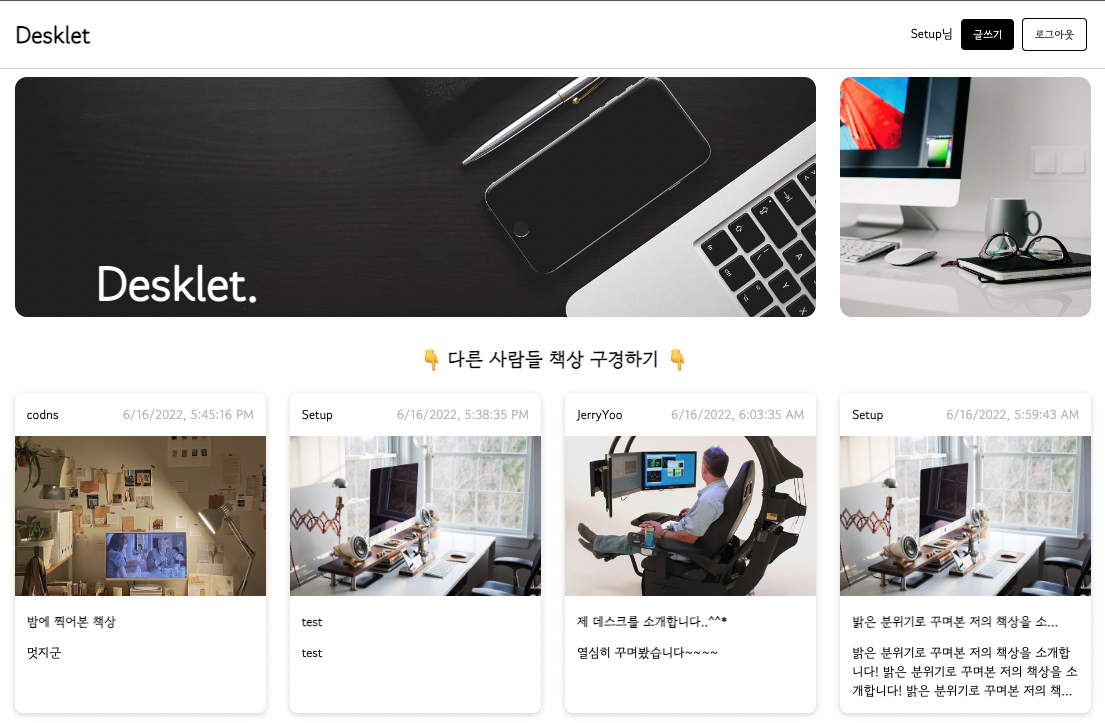 Desklet
Setup님 글쓰기 로그아웃
Desklet.
👇 다른 사람들 책상 구경하기 👇
codns 6/16/2022, 5:45:16 PM
밤에 찍어본 책상
멋지군
Setup 6/16/2022, 5:38:35 PM
test
test
JerryYoo 6/16/2022, 6:03:35 AM
제 데스크를 소개합니다..^^*
열심히 꾸며봤습니다~~~~
Setup 6/16/2022, 5:59:43 AM
밝은 분위기로 꾸며본 저의 책상을 소...
밝은 분위기로 꾸며본 저의 책상을 소개합
니다! 밝은 분위기로 꾸며본 저의 책상을 소
개합니다! 밝은 분위기로 꾸며본 저의 책...